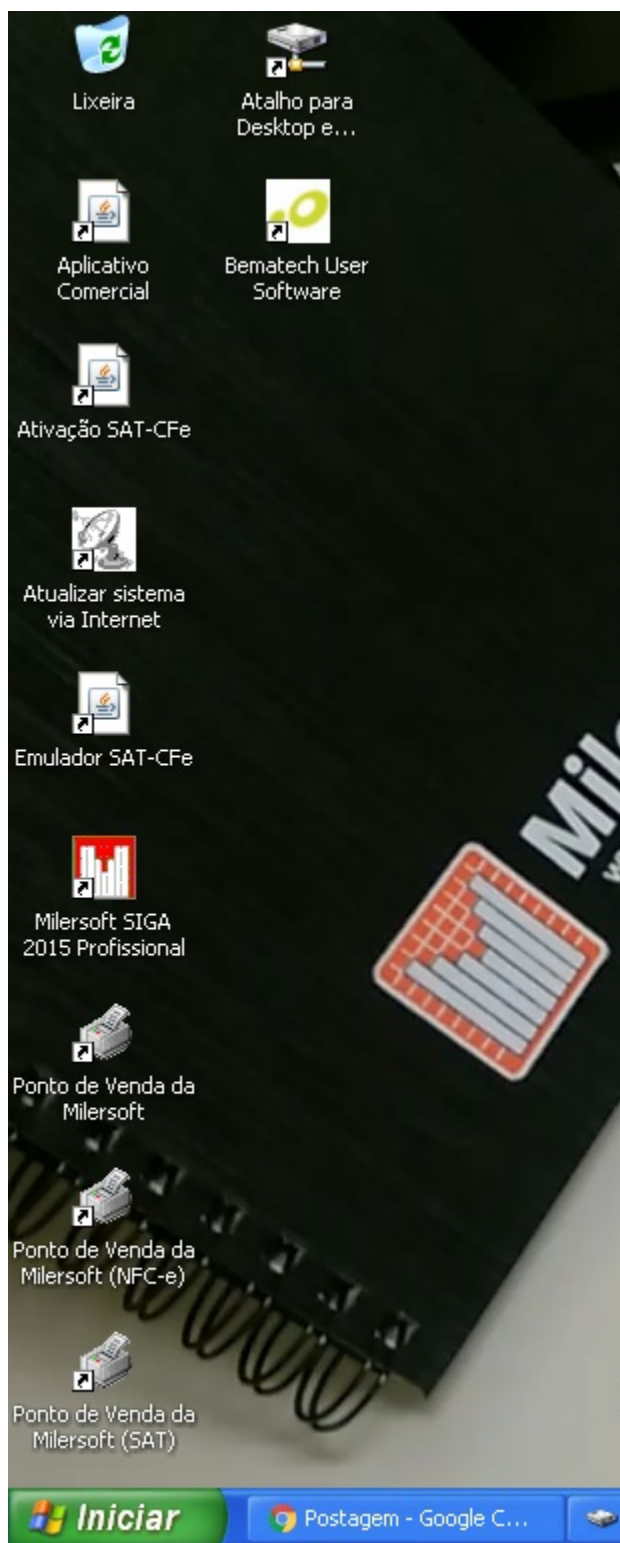 Lixeira
Atalho para
Desktop e...
Aplicativo
Comercial
Bematech User
Software
Ativação SAT-CFe
Atualizar sistema
via Internet
Emulador SAT-CFe
Milersoft SIGA
2015 Profissional
Ponto de Venda da
Milersoft
Ponto de Venda da
Milersoft (NFC-e)
Ponto de Venda da
Milersoft (SAT)
Iniciar
Postagem - Google C...